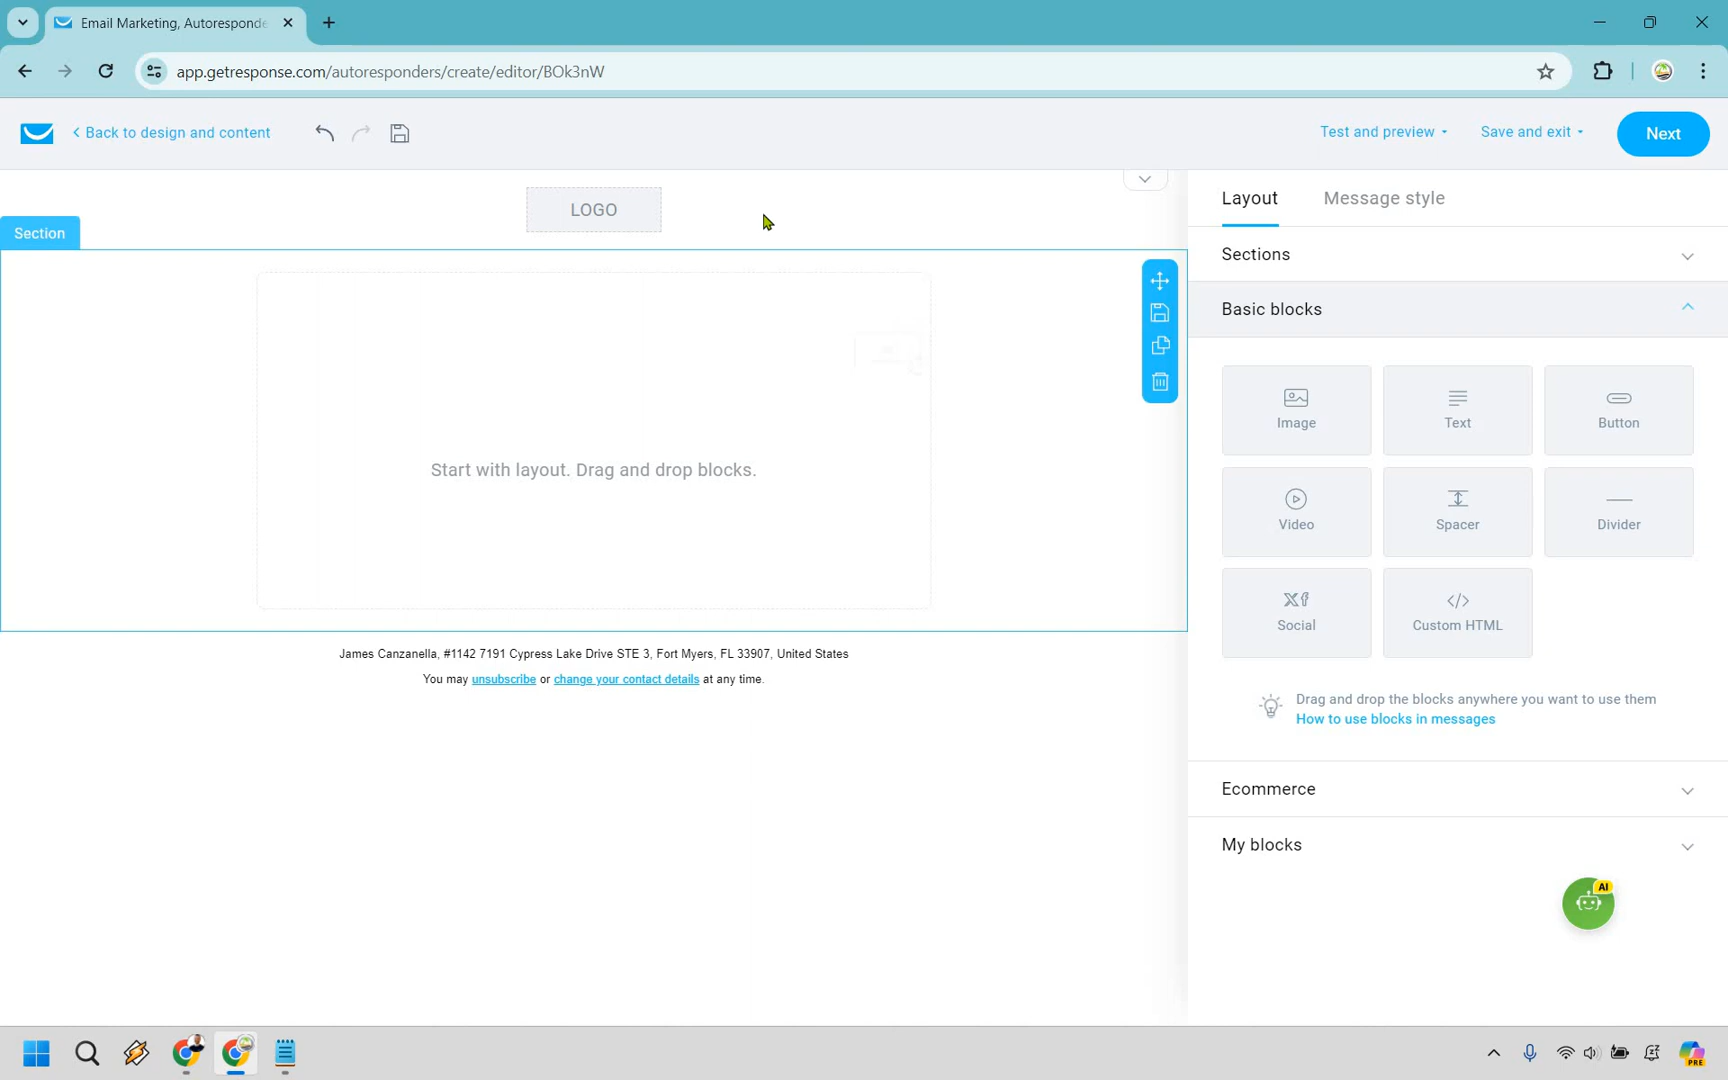 Email Marketing, Autoresponde
app.getresponse.com/autoresponders/create/editor/BOk3nW
Back to design and content
Test and preview
Save and exit
Next
LOGO
Section
Start with layout. Drag and drop blocks.
James Canzanella, #1142 7191 Cypress Lake Drive STE 3, Fort Myers, FL 33907, United States
You may unsubscribe or change your contact details at any time.
Layout
Message style
Sections
Basic blocks
Image
Text
Button
Video
Spacer
Divider
Social
Custom HTML
Drag and drop the blocks anywhere you want to use them
How to use blocks in messages
Ecommerce
My blocks
AI
PRE